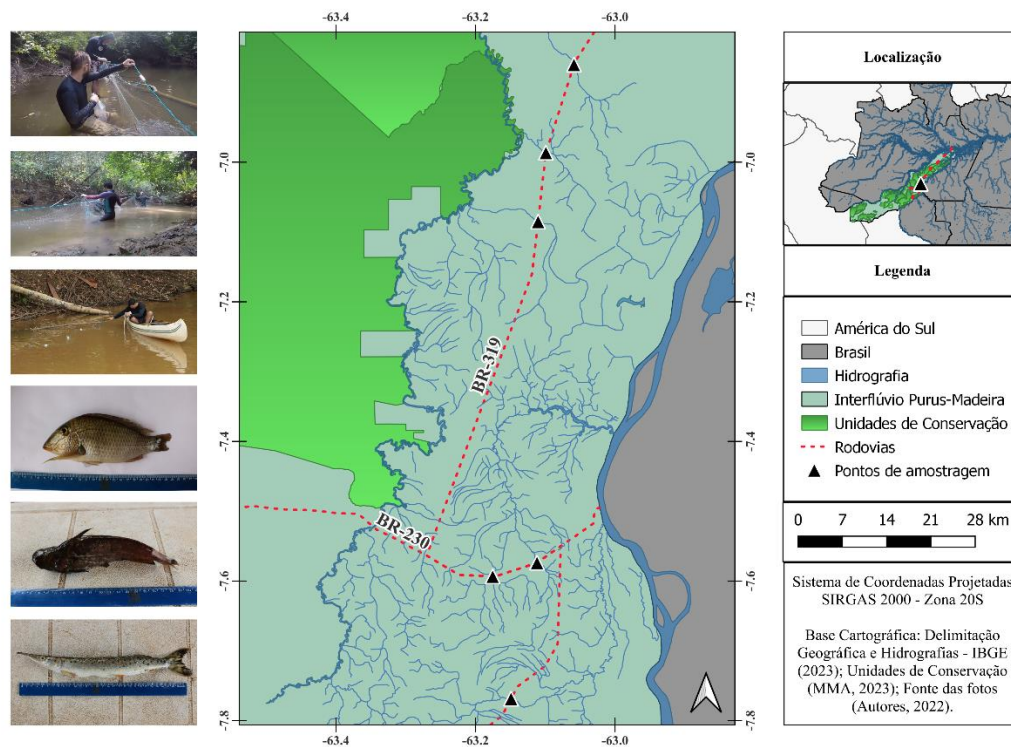 -63.4 -63.2 -63.0
-7.0 -7.0
-7.2 -7.2
-7.4 -7.4
-7.6 -7.6
-7.8 -7.8
BR-319
BR-230
-63.4 -63.2 -63.0
Localização
Legenda
América do Sul
Brasil
Hidrografia
Interflúvio Purus-Madeira
Unidades de Conservação
Rodovias
Pontos de amostragem
0 7 14 21 28 km
Sistema de Coordenadas Projetadas
SIRGAS 2000 - Zona 20S
Base Cartográfica: Delimitação
Geográfica e Hidrografias - IBGE
(2023); Unidades de Conservação
(MMA, 2023); Fonte das fotos
(Autores, 2022).